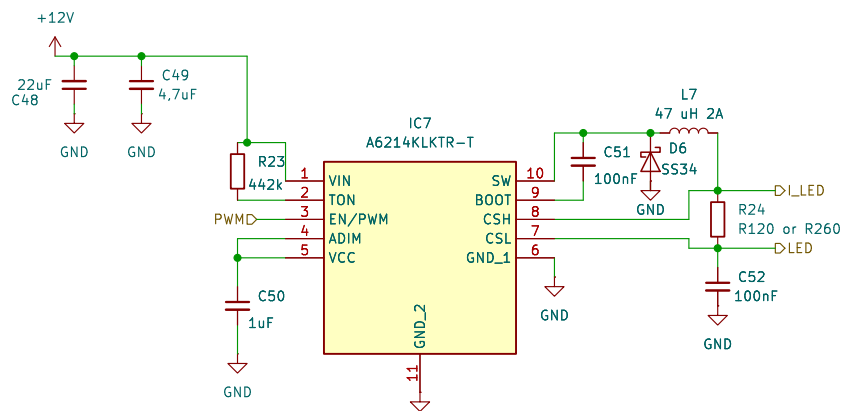 +12V
22uF
C48
C49
4,7uF
GND
GND
R23
442k
IC7
A6214KLKTR-T
1 VIN
2 TON
3 EN/PWM
4 ADIM
5 VCC
SW 10
BOOT 9
CSH 8
CSL 7
GND_1 6
GND_2
11
PWM
C50
1uF
GND
C51
100nF
D6
SS34
GND
L7
47 uH 2A
I_LED
R24
R120 or R260
LED
C52
100nF
GND
GND